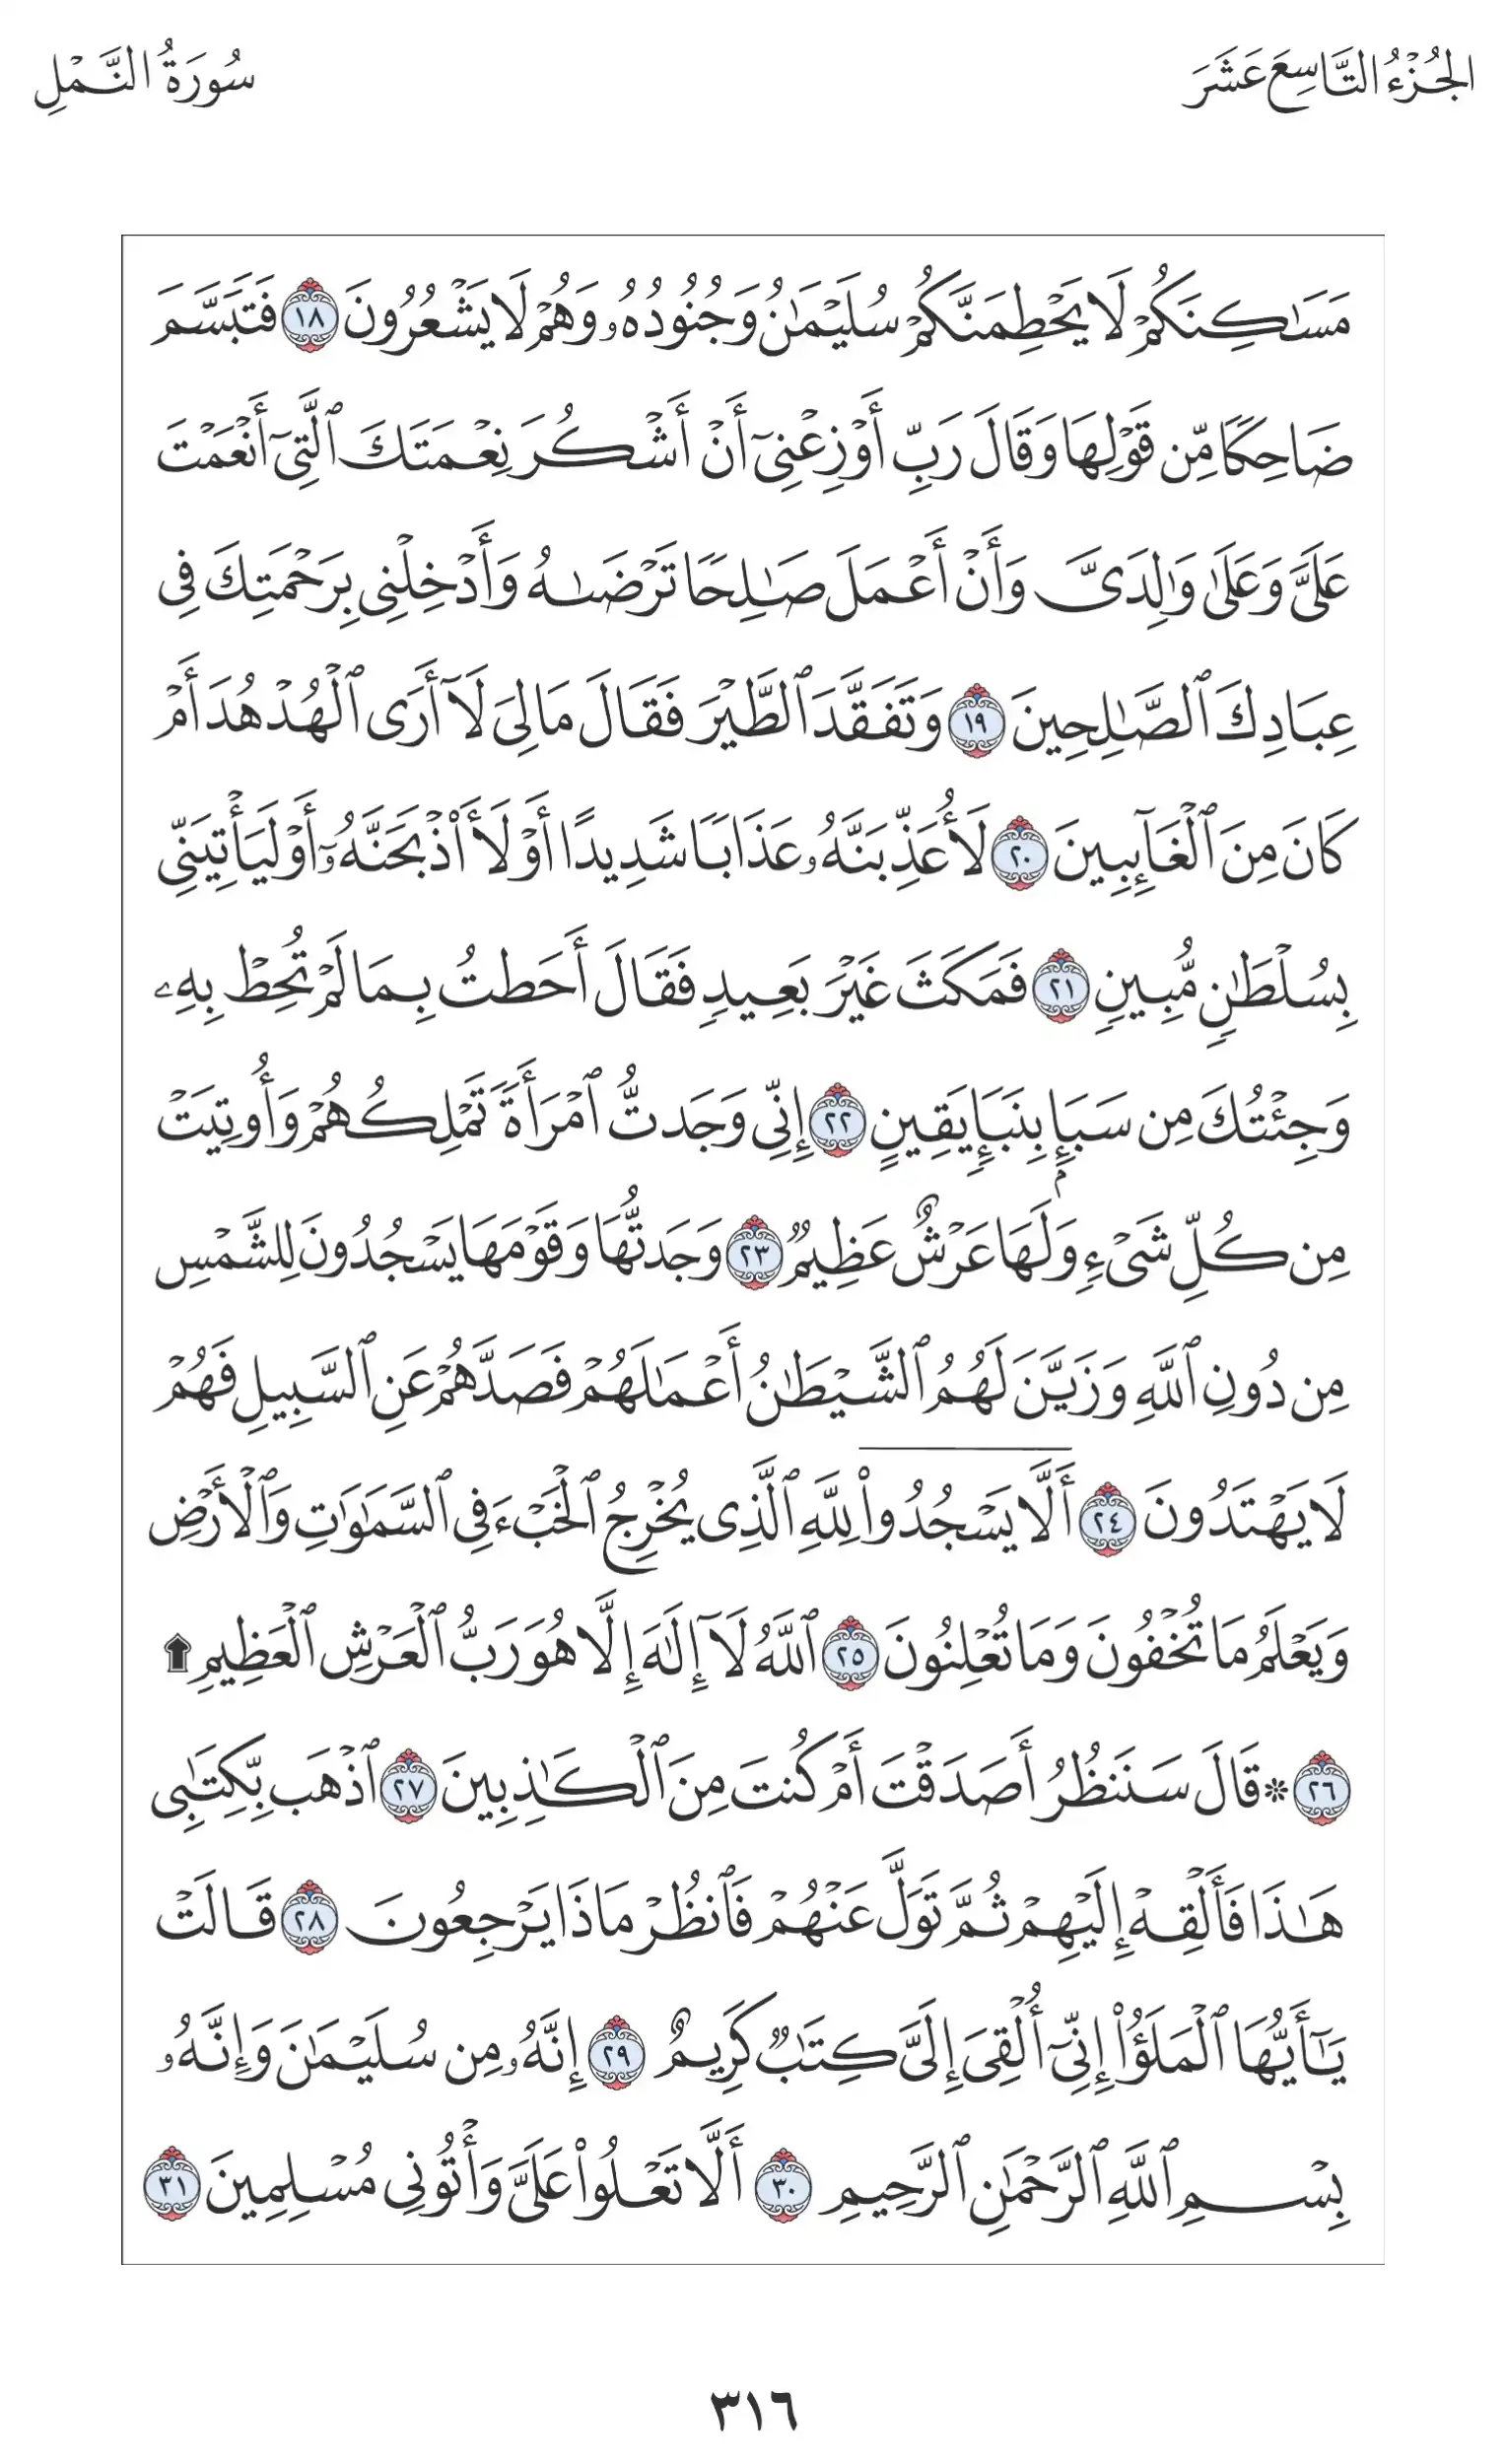 الجُزْءُ التَّاسِعَ عَشَرَ
سُورَةُ النَّمْلِ
مَسَٰكِنَكُمْ لَا يَحْطِمَنَّكُمْ سُلَيْمَٰنُ وَجُنُودُهُۥ وَهُمْ لَا يَشْعُرُونَ ١٨ فَتَبَسَّمَ
ضَاحِكًا مِّن قَوْلِهَا وَقَالَ رَبِّ أَوْزِعْنِىٓ أَنْ أَشْكُرَ نِعْمَتَكَ ٱلَّتِىٓ أَنْعَمْتَ
عَلَىَّ وَعَلَىٰ وَٰلِدَىَّ وَأَنْ أَعْمَلَ صَٰلِحًا تَرْضَىٰهُ وَأَدْخِلْنِى بِرَحْمَتِكَ فِى
عِبَادِكَ ٱلصَّٰلِحِينَ ١٩ وَتَفَقَّدَ ٱلطَّيْرَ فَقَالَ مَا لِىَ لَآ أَرَى ٱلْهُدْهُدَ أَمْ
كَانَ مِنَ ٱلْغَآئِبِينَ ٢٠ لَأُعَذِّبَنَّهُۥ عَذَابًا شَدِيدًا أَوْ لَأَاْذْبَحَنَّهُۥٓ أَوْ لَيَأْتِيَنِّى
بِسُلْطَٰنٍ مُّبِينٍ ٢١ فَمَكَثَ غَيْرَ بَعِيدٍ فَقَالَ أَحَطتُ بِمَا لَمْ تُحِطْ بِهِۦ
وَجِئْتُكَ مِن سَبَإٍۭ بِنَبَإٍ يَقِينٍ ٢٢ إِنِّى وَجَدتُّ ٱمْرَأَةً تَمْلِكُهُمْ وَأُوتِيَتْ
مِن كُلِّ شَىْءٍ وَلَهَا عَرْشٌ عَظِيمٌ ٢٣ وَجَدتُّهَا وَقَوْمَهَا يَسْجُدُونَ لِلشَّمْسِ
مِن دُونِ ٱللَّهِ وَزَيَّنَ لَهُمُ ٱلشَّيْطَٰنُ أَعْمَٰلَهُمْ فَصَدَّهُمْ عَنِ ٱلسَّبِيلِ فَهُمْ
لَا يَهْتَدُونَ ٢٤ أَلَّا يَسْجُدُوا۟ لِلَّهِ ٱلَّذِى يُخْرِجُ ٱلْخَبْءَ فِى ٱلسَّمَٰوَٰتِ وَٱلْأَرْضِ
وَيَعْلَمُ مَا تُخْفُونَ وَمَا تُعْلِنُونَ ٢٥ ٱللَّهُ لَآ إِلَٰهَ إِلَّا هُوَ رَبُّ ٱلْعَرْشِ ٱلْعَظِيمِ
٢٦ * قَالَ سَنَنظُرُ أَصَدَقْتَ أَمْ كُنتَ مِنَ ٱلْكَٰذِبِينَ ٢٧ ٱذْهَب بِّكِتَٰبِى
هَٰذَا فَأَلْقِهْ إِلَيْهِمْ ثُمَّ تَوَلَّ عَنْهُمْ فَٱنظُرْ مَاذَا يَرْجِعُونَ ٢٨ قَالَتْ
يَٰٓأَيُّهَا ٱلْمَلَؤُا۟ إِنِّىٓ أُلْقِىَ إِلَىَّ كِتَٰبٌ كَرِيمٌ ٢٩ إِنَّهُۥ مِن سُلَيْمَٰنَ وَإِنَّهُۥ
بِسْمِ ٱللَّهِ ٱلرَّحْمَٰنِ ٱلرَّحِيمِ ٣٠ أَلَّا تَعْلُوا۟ عَلَىَّ وَأْتُونِى مُسْلِمِينَ ٣١
٣١٦